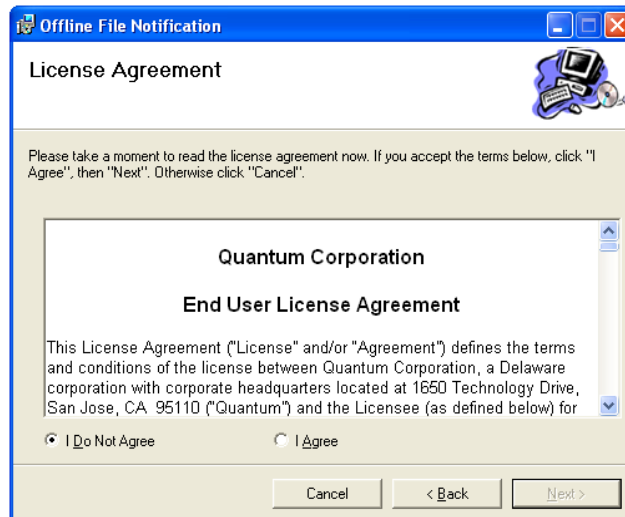 Offline File Notification
License Agreement
Please take a moment to read the license agreement now. If you accept the terms below, click "I
Agree", then "Next". Otherwise click "Cancel".
Quantum Corporation
End User License Agreement
This License Agreement ("License" and/or "Agreement") defines the terms
and conditions of the license between Quantum Corporation, a Delaware
corporation with corporate headquarters located at 1650 Technology Drive,
San Jose, CA  95110 ("Quantum") and the Licensee (as defined below) for
I Do Not Agree
I Agree
Cancel
< Back
Next >